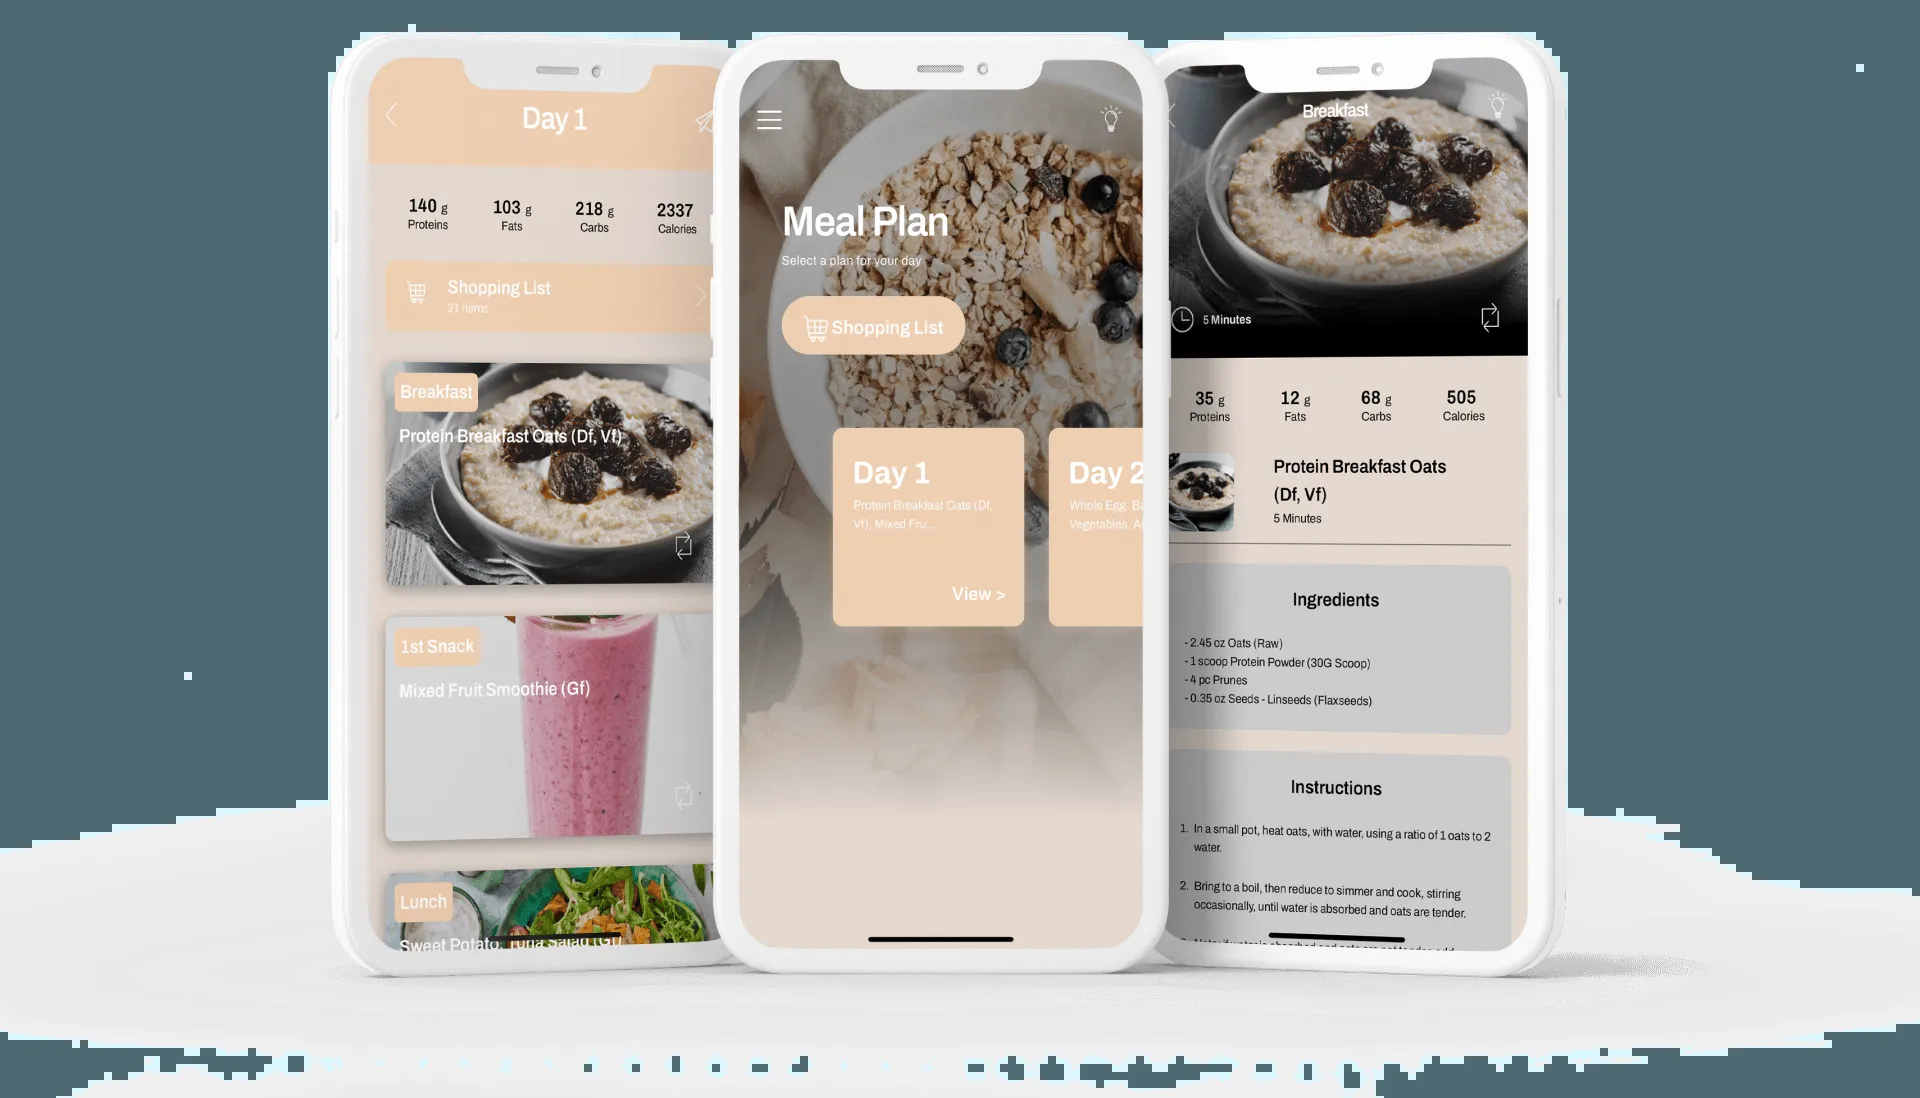 Day 1
140 g
Proteins
103 g
Fats
218 g
Carbs
2337
Calories
Shopping List
21 items
Breakfast
Protein Breakfast Oats (Df, Vf)
1st Snack
Mixed Fruit Smoothie (Gf)
Lunch
Sweet Potato, Tuna Salad (Gf)
Meal Plan
Select a plan for your day
Shopping List
Day 1
Protein Breakfast Oats (Df,
Vf), Mixed Fru...
View >
Day 2
Whole Egg, Ba
Vegetables, Al
Breakfast
5 Minutes
35 g
Proteins
12 g
Fats
68 g
Carbs
505
Calories
Protein Breakfast Oats
(Df, Vf)
5 Minutes
Ingredients
- 2.45 oz Oats (Raw)
- 1 scoop Protein Powder (30G Scoop)
- 4 pc Prunes
- 0.35 oz Seeds - Linseeds (Flaxseeds)
Instructions
1. In a small pot, heat oats, with water, using a ratio of 1 oats to 2
water.
2. Bring to a boil, then reduce to simmer and cook, stirring
occasionally, until water is absorbed and oats are tender.